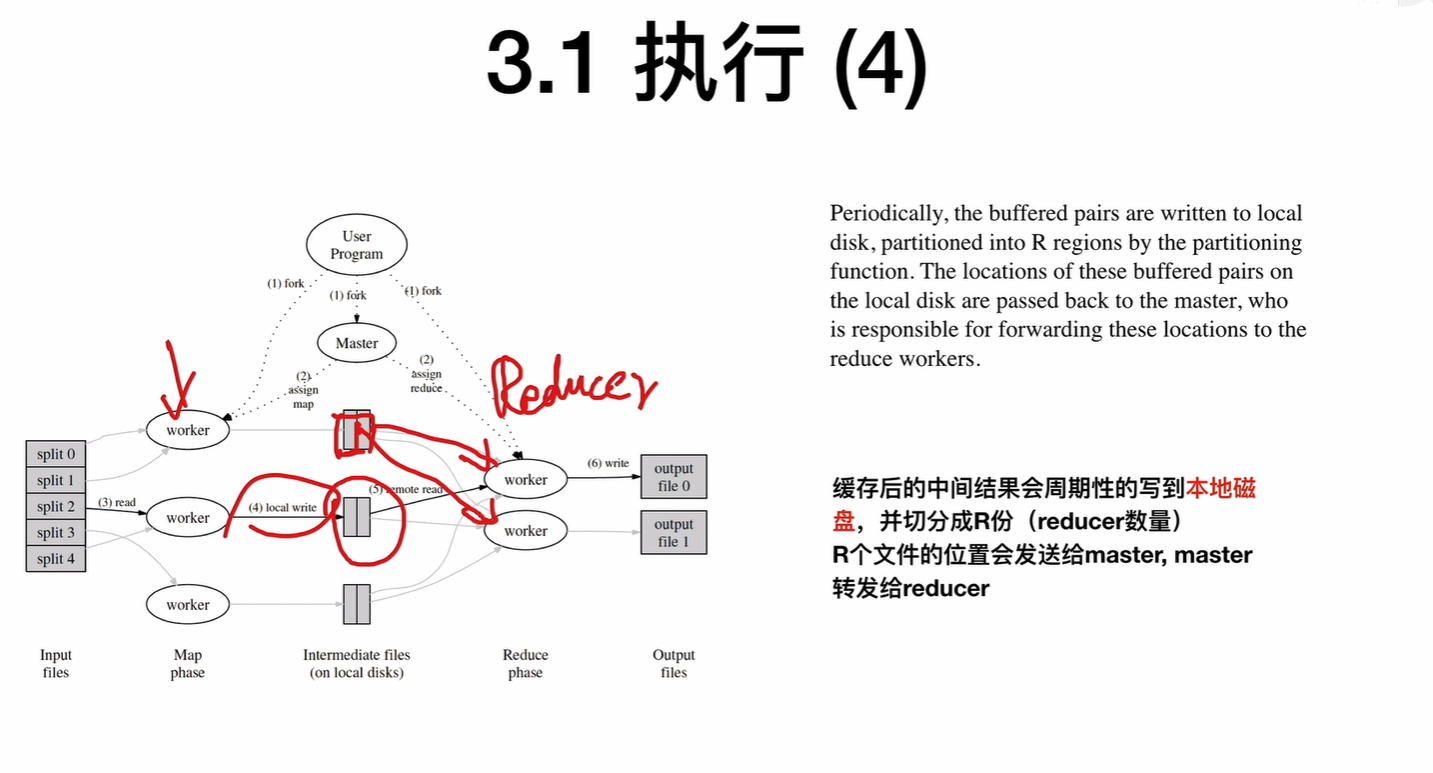 3.1 执行 (4)
User
Program
(1) fork
(1) fork
(1) fork
Master
(2)
assign
map
(2)
assign
reduce
Reducer
worker
split 0
split 1
split 2
split 3
split 4
(3) read
worker
(4) local write
(5) remote read
worker
(6) write
output
file 0
worker
output
file 1
worker
Input
files
Map
phase
Intermediate files
(on local disks)
Reduce
phase
Output
files
Periodically, the buffered pairs are written to local
disk, partitioned into R regions by the partitioning
function. The locations of these buffered pairs on
the local disk are passed back to the master, who
is responsible for forwarding these locations to the
reduce workers.
缓存后的中间结果会周期性的写到本地磁
盘，并切分成R份（reducer数量）
R个文件的位置会发送给master, master
转发给reducer